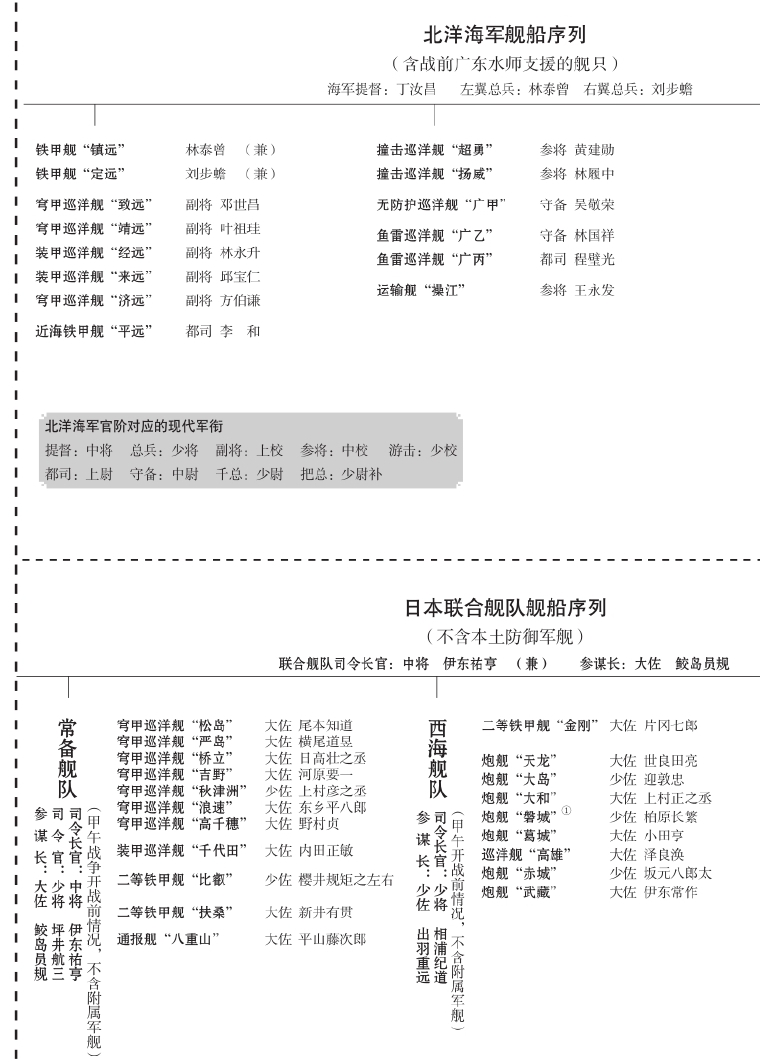 北洋海军舰船序列
（含战前广东水师支援的舰只）
海军提督：丁汝昌 左翼总兵：林泰曾 右翼总兵：刘步蟾
铁甲舰“镇远” 林泰曾 （兼）
铁甲舰“定远” 刘步蟾 （兼）
穹甲巡洋舰“致远” 副将 邓世昌
穹甲巡洋舰“靖远” 副将 叶祖珪
装甲巡洋舰“经远” 副将 林永升
装甲巡洋舰“来远” 副将 邱宝仁
穹甲巡洋舰“济远” 副将 方伯谦
近海铁甲舰“平远” 都司 李 和
撞击巡洋舰“超勇” 参将 黄建勋
撞击巡洋舰“扬威” 参将 林履中
无防护巡洋舰“广甲” 守备 吴敬荣
鱼雷巡洋舰“广乙” 守备 林国祥
鱼雷巡洋舰“广丙” 都司 程璧光
运输舰“操江” 参将 王永发
北洋海军官阶对应的现代军衔
提督：中将 总兵：少将 副将：上校 参将：中校 游击：少校
都司：上尉 守备：中尉 千总：少尉 把总：少尉补
日本联合舰队舰船序列
（不含本土防御军舰）
联合舰队司令长官：中将 伊东祐亨 （兼） 参谋长：大佐 鲛岛员规
常备舰队
（甲午战争开战前情况，不含附属军舰）
司令长官：中将 伊东祐亨
司令官：少将 坪井航三
参谋长：大佐 鲛岛员规
穹甲巡洋舰“松岛” 大佐 尾本知道
穹甲巡洋舰“严岛” 大佐 横尾道昱
穹甲巡洋舰“桥立” 大佐 日高壮之丞
穹甲巡洋舰“吉野” 大佐 河原要一
穹甲巡洋舰“秋津洲” 少佐 上村彦之丞
穹甲巡洋舰“浪速” 大佐 东乡平八郎
穹甲巡洋舰“高千穗” 大佐 野村贞
装甲巡洋舰“千代田” 大佐 内田正敏
二等铁甲舰“比叡” 少佐 樱井规矩之左右
二等铁甲舰“扶桑” 大佐 新井有贯
通报舰“八重山” 大佐 平山藤次郎
西海舰队
（甲午开战前情况，不含附属军舰）
司令长官：少将 相浦纪道
参谋长：少佐 出羽重远
二等铁甲舰“金刚” 大佐 片冈七郎
炮舰“天龙” 大佐 世良田亮
炮舰“大岛” 少佐 迎敦忠
炮舰“大和” 大佐 上村正之丞
炮舰“磐城”① 少佐 柏原长繁
炮舰“葛城” 大佐 小田亨
巡洋舰“高雄” 大佐 泽良涣
炮舰“赤城” 少佐 坂元八郎太
炮舰“武藏” 大佐 伊东常作